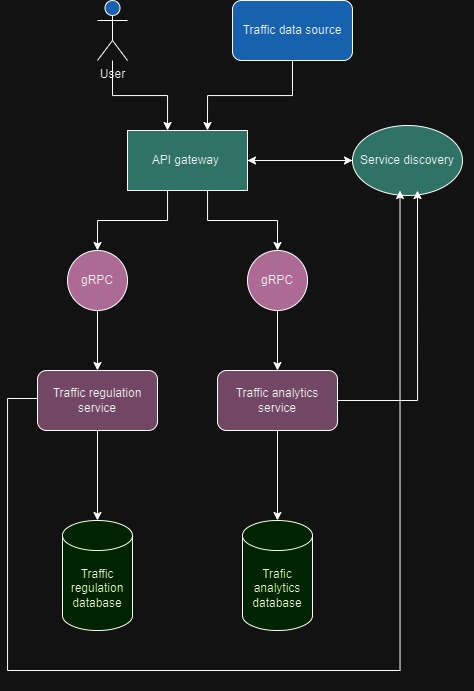 Traffic data source
User
API gateway
Service discovery
gRPC
gRPC
Traffic regulation
service
Traffic analytics
service
Traffic
regulation
database
Trafic
analytics
database